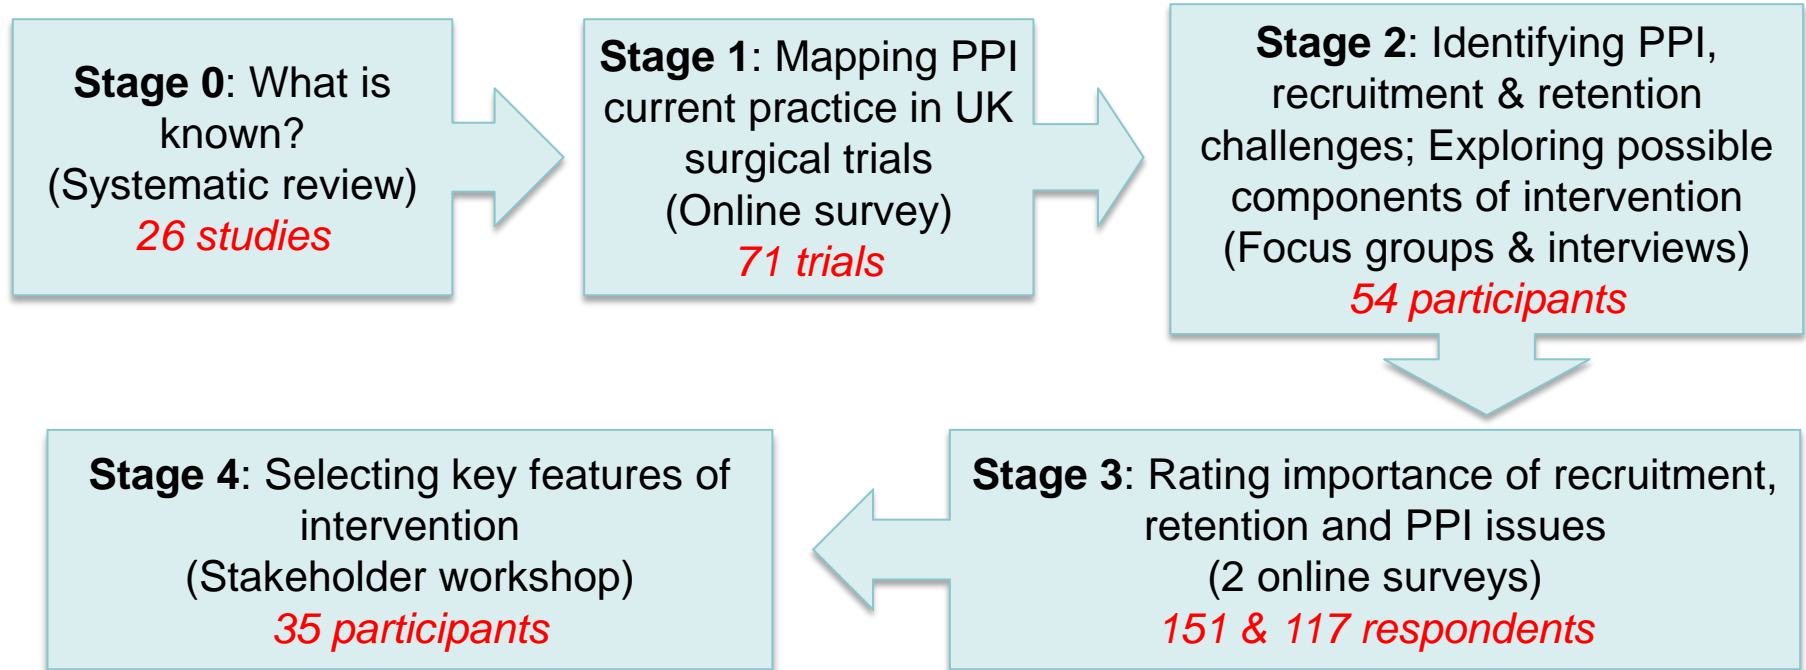 Stage 0: What is
known?
(Systematic review)
26 studies
Stage 1: Mapping PPI
current practice in UK
surgical trials
(Online survey)
71 trials
Stage 2: Identifying PPI,
recruitment & retention
challenges; Exploring possible
components of intervention
(Focus groups & interviews)
54 participants
Stage 3: Rating importance of recruitment,
retention and PPI issues
(2 online surveys)
151 & 117 respondents
Stage 4: Selecting key features of
intervention
(Stakeholder workshop)
35 participants